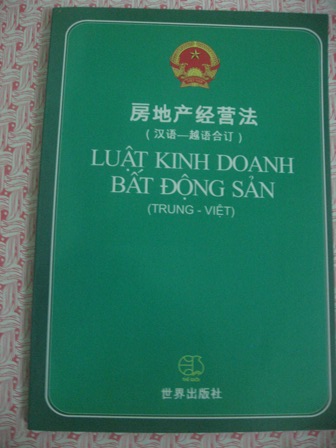 房地产经营法
（汉语—越语合订）
LUẬT KINH DOANH
BẤT ĐỘNG SẢN
(TRUNG - VIỆT)
世界出版社